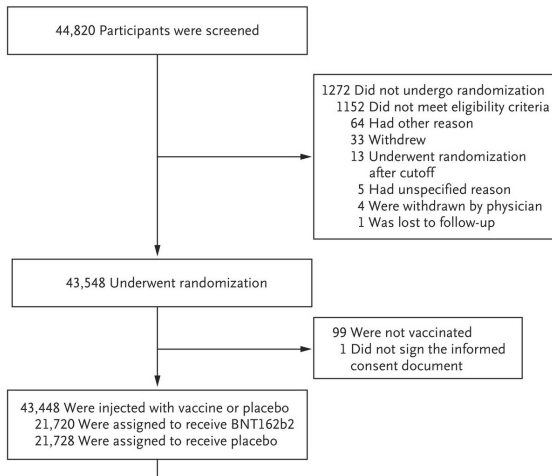 44,820 Participants were screened
1272 Did not undergo randomization
1152 Did not meet eligibility criteria
64 Had other reason
33 Withdrew
13 Underwent randomization
after cutoff
5 Had unspecified reason
4 Were withdrawn by physician
1 Was lost to follow-up
43,548 Underwent randomization
99 Were not vaccinated
1 Did not sign the informed
consent document
43,448 Were injected with vaccine or placebo
21,720 Were assigned to receive BNT162b2
21,728 Were assigned to receive placebo